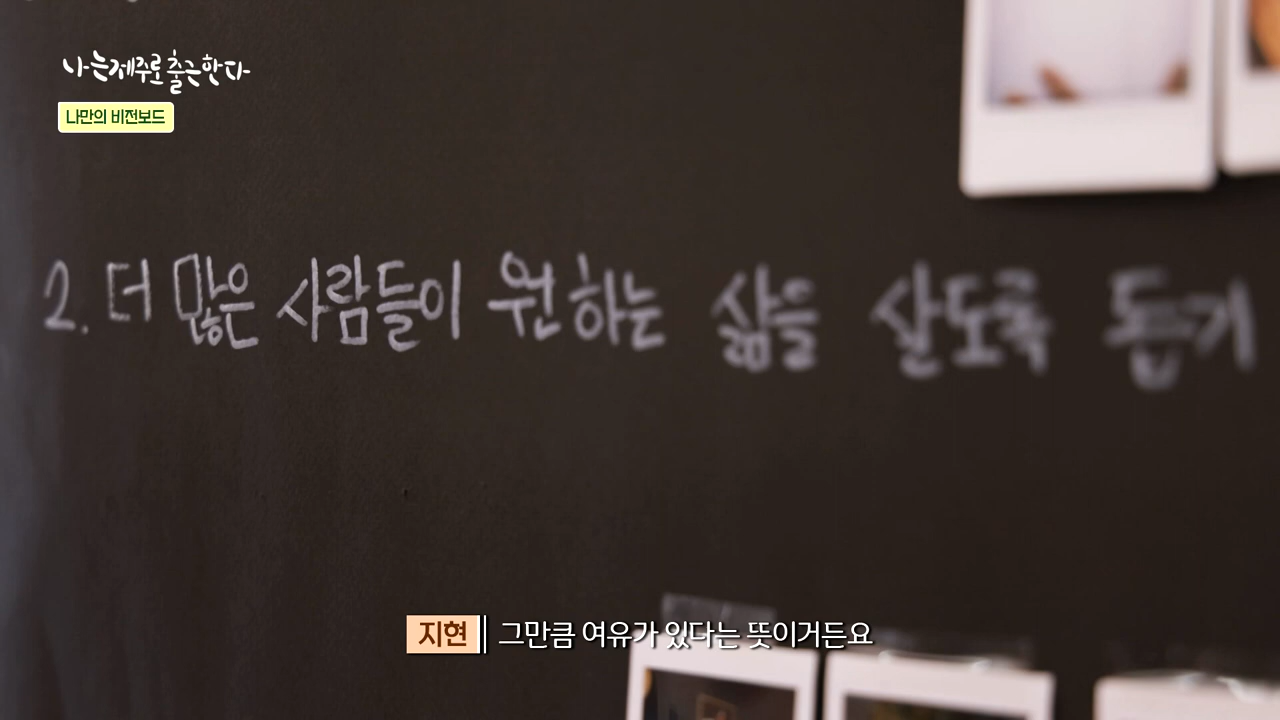 나는 제주로 출근한다
나만의 비전보드
2. 더 많은 사람들이 원하는 삶을 살도록 돕기
지현 그만큼 여유가 있다는 뜻이거든요